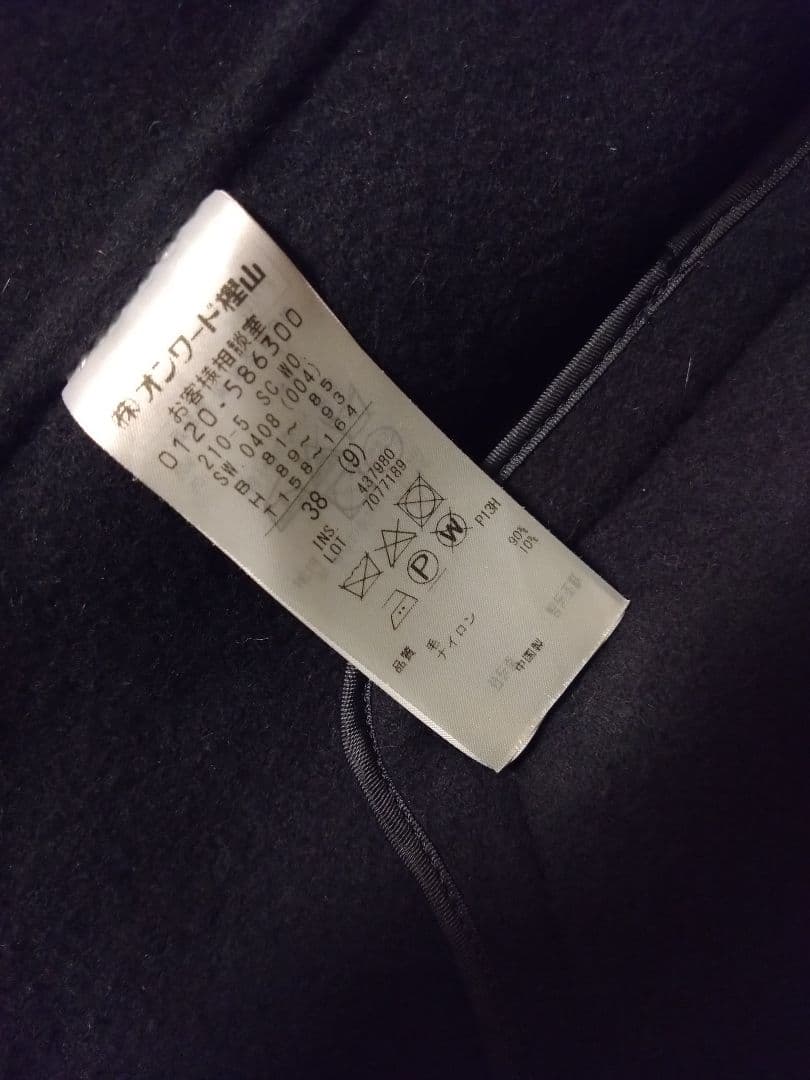 ㈱オンワード樫山
お客様相談室
0120-586300
210-5 SC WO
SW 0408 (004)
B 81～ 85
H 89～ 93
T158～164
38 (9)
INS. 437980
LOT 7077189
P W P13H
品質 毛 90%
ナイロン 10%
中国製